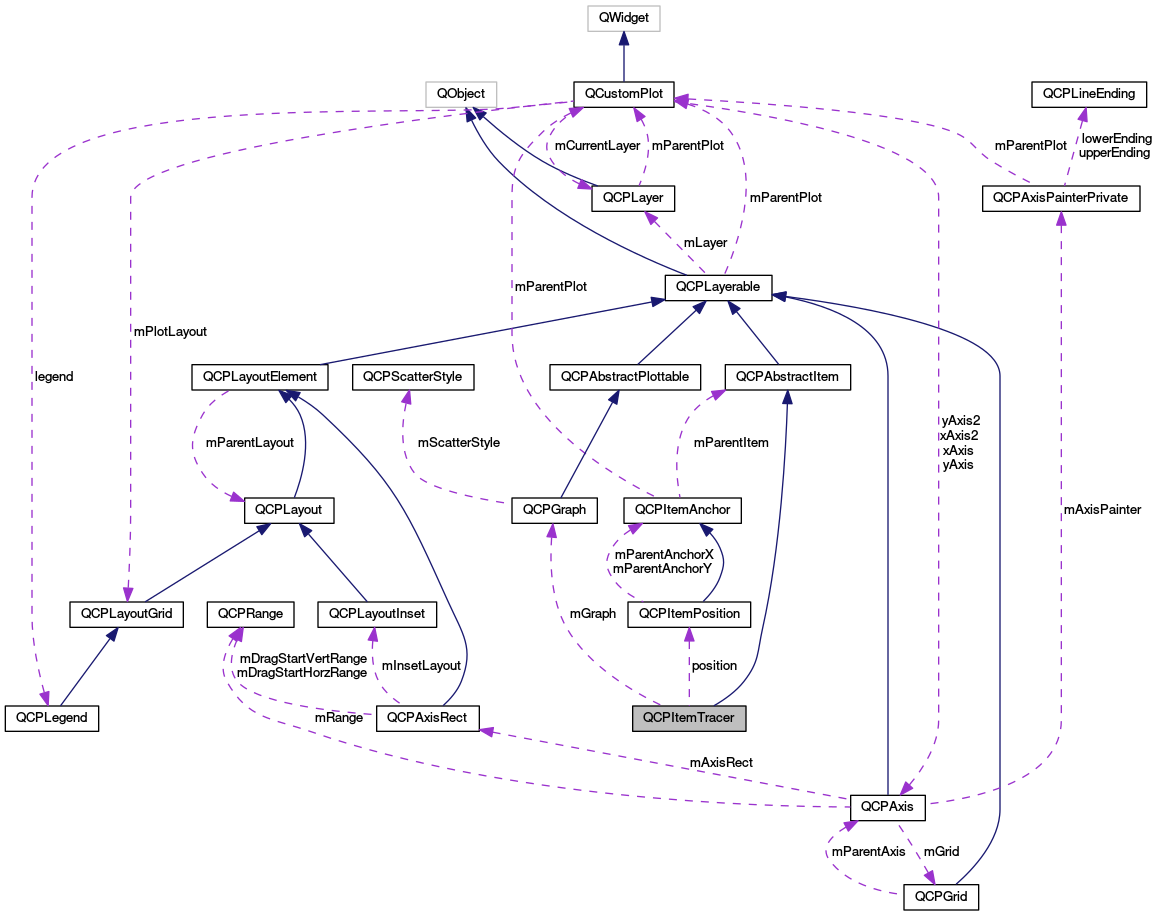 QWidget
QObject
QCustomPlot
QCPLineEnding
mCurrentLayer
mParentPlot
mParentPlot
lowerEnding
upperEnding
QCPLayer
mParentPlot
QCPAxisPainterPrivate
mLayer
mParentPlot
QCPLayerable
mPlotLayout
legend
QCPLayoutElement
QCPScatterStyle
QCPAbstractPlottable
QCPAbstractItem
mParentLayout
mScatterStyle
mParentItem
yAxis2
xAxis2
xAxis
yAxis
QCPLayout
QCPGraph
QCPItemAnchor
mAxisPainter
mParentAnchorX
mParentAnchorY
QCPLayoutGrid
QCPRange
QCPLayoutInset
mGraph
QCPItemPosition
mDragStartVertRange
mDragStartHorzRange
mInsetLayout
position
QCPLegend
mRange
QCPAxisRect
QCPItemTracer
mAxisRect
QCPAxis
mParentAxis
mGrid
QCPGrid